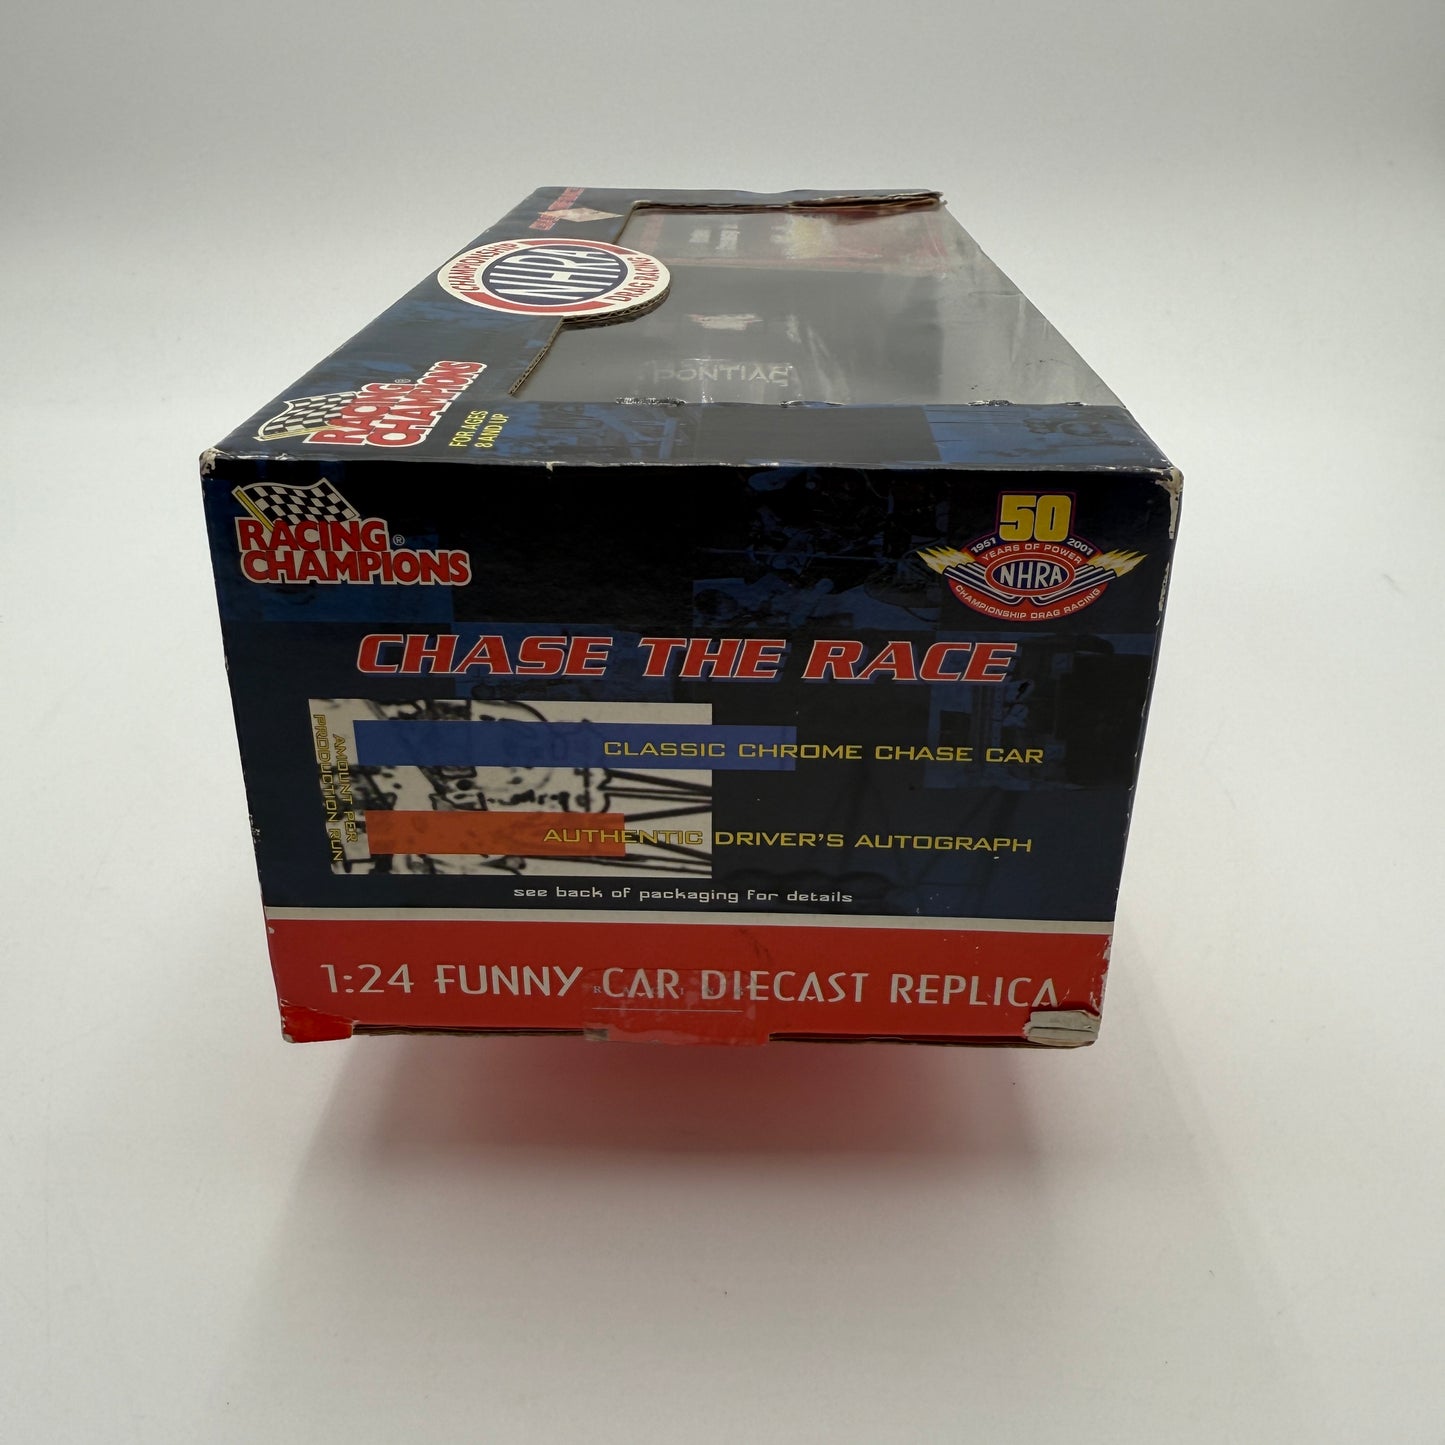 CHAMPIONSHIP
NHRA
DRAG RACING
PONTIAC
RACING
CHAMPIONS®
FOR AGES
8 AND UP
RACING®
CHAMPIONS
50
1951 2001
YEARS OF POWER
NHRA
CHAMPIONSHIP DRAG RACING
CHASE THE RACE
AMOUNT PER
PRODUCTION RUN
CLASSIC CHROME CHASE CAR
AUTHENTIC DRIVER'S AUTOGRAPH
see back of packaging for details
1:24 FUNNY CAR DIECAST REPLICA